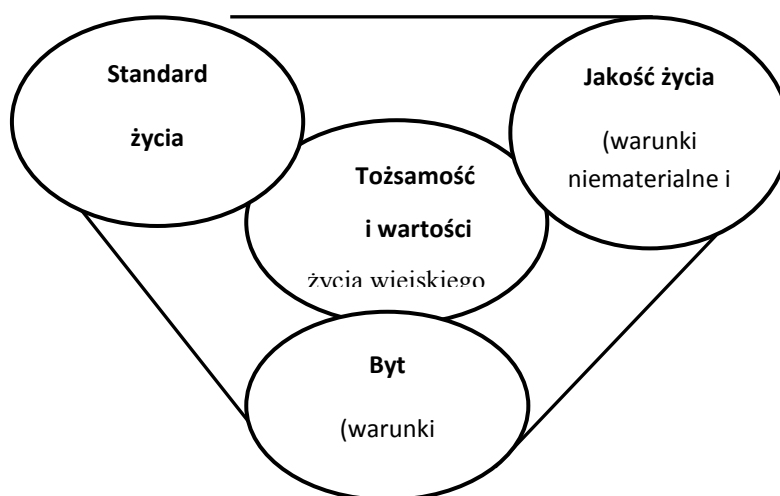 Standard
życia
Jakość życia
(warunki
niematerialne i
Tożsamość
i wartości
życia wiejskiego
Byt
(warunki